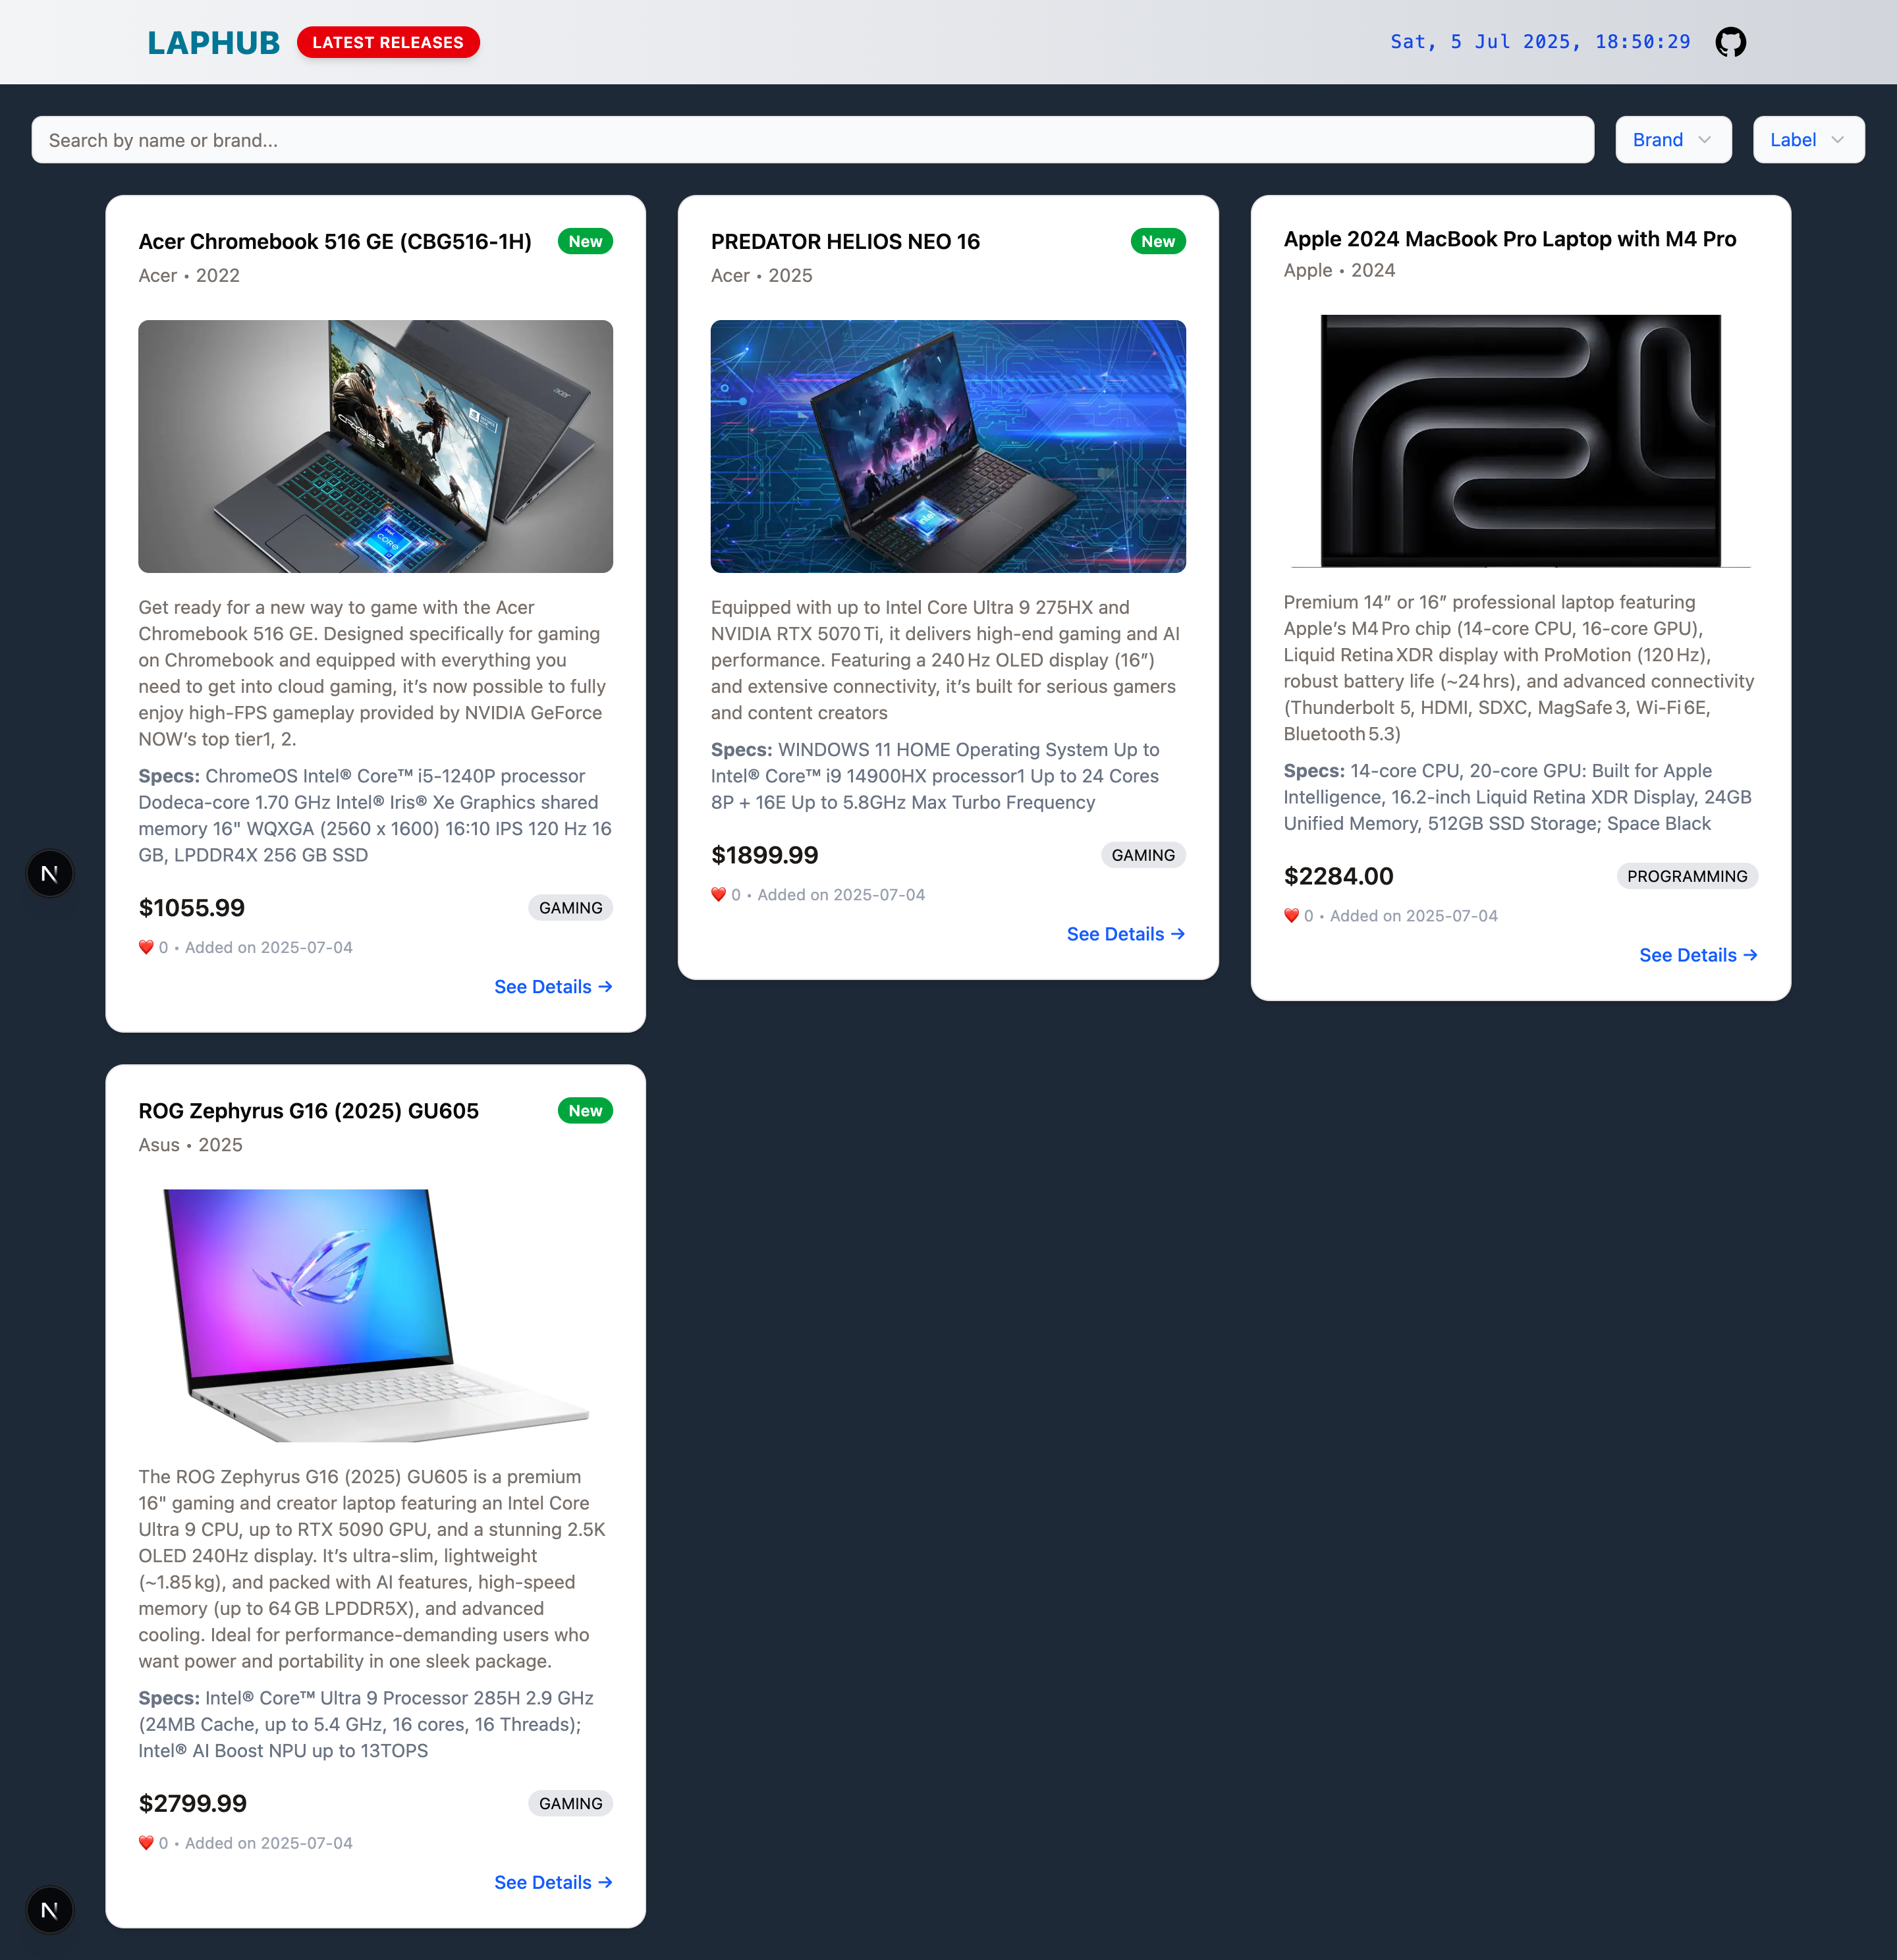 LAPHUB
LATEST RELEASES
Sat, 5 Jul 2025, 18:50:29
Search by name or brand...
Brand
Label
Acer Chromebook 516 GE (CBG516-1H)
New
Acer • 2022
acer
CRYSIS 3
intel
CORE
Get ready for a new way to game with the Acer
Chromebook 516 GE. Designed specifically for gaming
on Chromebook and equipped with everything you
need to get into cloud gaming, it’s now possible to fully
enjoy high-FPS gameplay provided by NVIDIA GeForce
NOW’s top tier1, 2.
Specs: ChromeOS Intel® Core™ i5-1240P processor
Dodeca-core 1.70 GHz Intel® Iris® Xe Graphics shared
memory 16" WQXGA (2560 x 1600) 16:10 IPS 120 Hz 16
GB, LPDDR4X 256 GB SSD
$1055.99
GAMING
❤️ 0 • Added on 2025-07-04
See Details →
PREDATOR HELIOS NEO 16
New
Acer • 2025
intel
Equipped with up to Intel Core Ultra 9 275HX and
NVIDIA RTX 5070 Ti, it delivers high-end gaming and AI
performance. Featuring a 240 Hz OLED display (16″)
and extensive connectivity, it’s built for serious gamers
and content creators
Specs: WINDOWS 11 HOME Operating System Up to
Intel® Core™ i9 14900HX processor1 Up to 24 Cores
8P + 16E Up to 5.8GHz Max Turbo Frequency
$1899.99
GAMING
❤️ 0 • Added on 2025-07-04
See Details →
Apple 2024 MacBook Pro Laptop with M4 Pro
Apple • 2024
Premium 14″ or 16″ professional laptop featuring
Apple’s M4 Pro chip (14-core CPU, 16-core GPU),
Liquid Retina XDR display with ProMotion (120 Hz),
robust battery life (~24 hrs), and advanced connectivity
(Thunderbolt 5, HDMI, SDXC, MagSafe 3, Wi-Fi 6E,
Bluetooth 5.3)
Specs: 14-core CPU, 20-core GPU: Built for Apple
Intelligence, 16.2-inch Liquid Retina XDR Display, 24GB
Unified Memory, 512GB SSD Storage; Space Black
$2284.00
PROGRAMMING
❤️ 0 • Added on 2025-07-04
See Details →
N
ROG Zephyrus G16 (2025) GU605
New
Asus • 2025
The ROG Zephyrus G16 (2025) GU605 is a premium
16" gaming and creator laptop featuring an Intel Core
Ultra 9 CPU, up to RTX 5090 GPU, and a stunning 2.5K
OLED 240Hz display. It’s ultra-slim, lightweight
(~1.85 kg), and packed with AI features, high-speed
memory (up to 64 GB LPDDR5X), and advanced
cooling. Ideal for performance-demanding users who
want power and portability in one sleek package.
Specs: Intel® Core™ Ultra 9 Processor 285H 2.9 GHz
(24MB Cache, up to 5.4 GHz, 16 cores, 16 Threads);
Intel® AI Boost NPU up to 13TOPS
$2799.99
GAMING
❤️ 0 • Added on 2025-07-04
See Details →
N